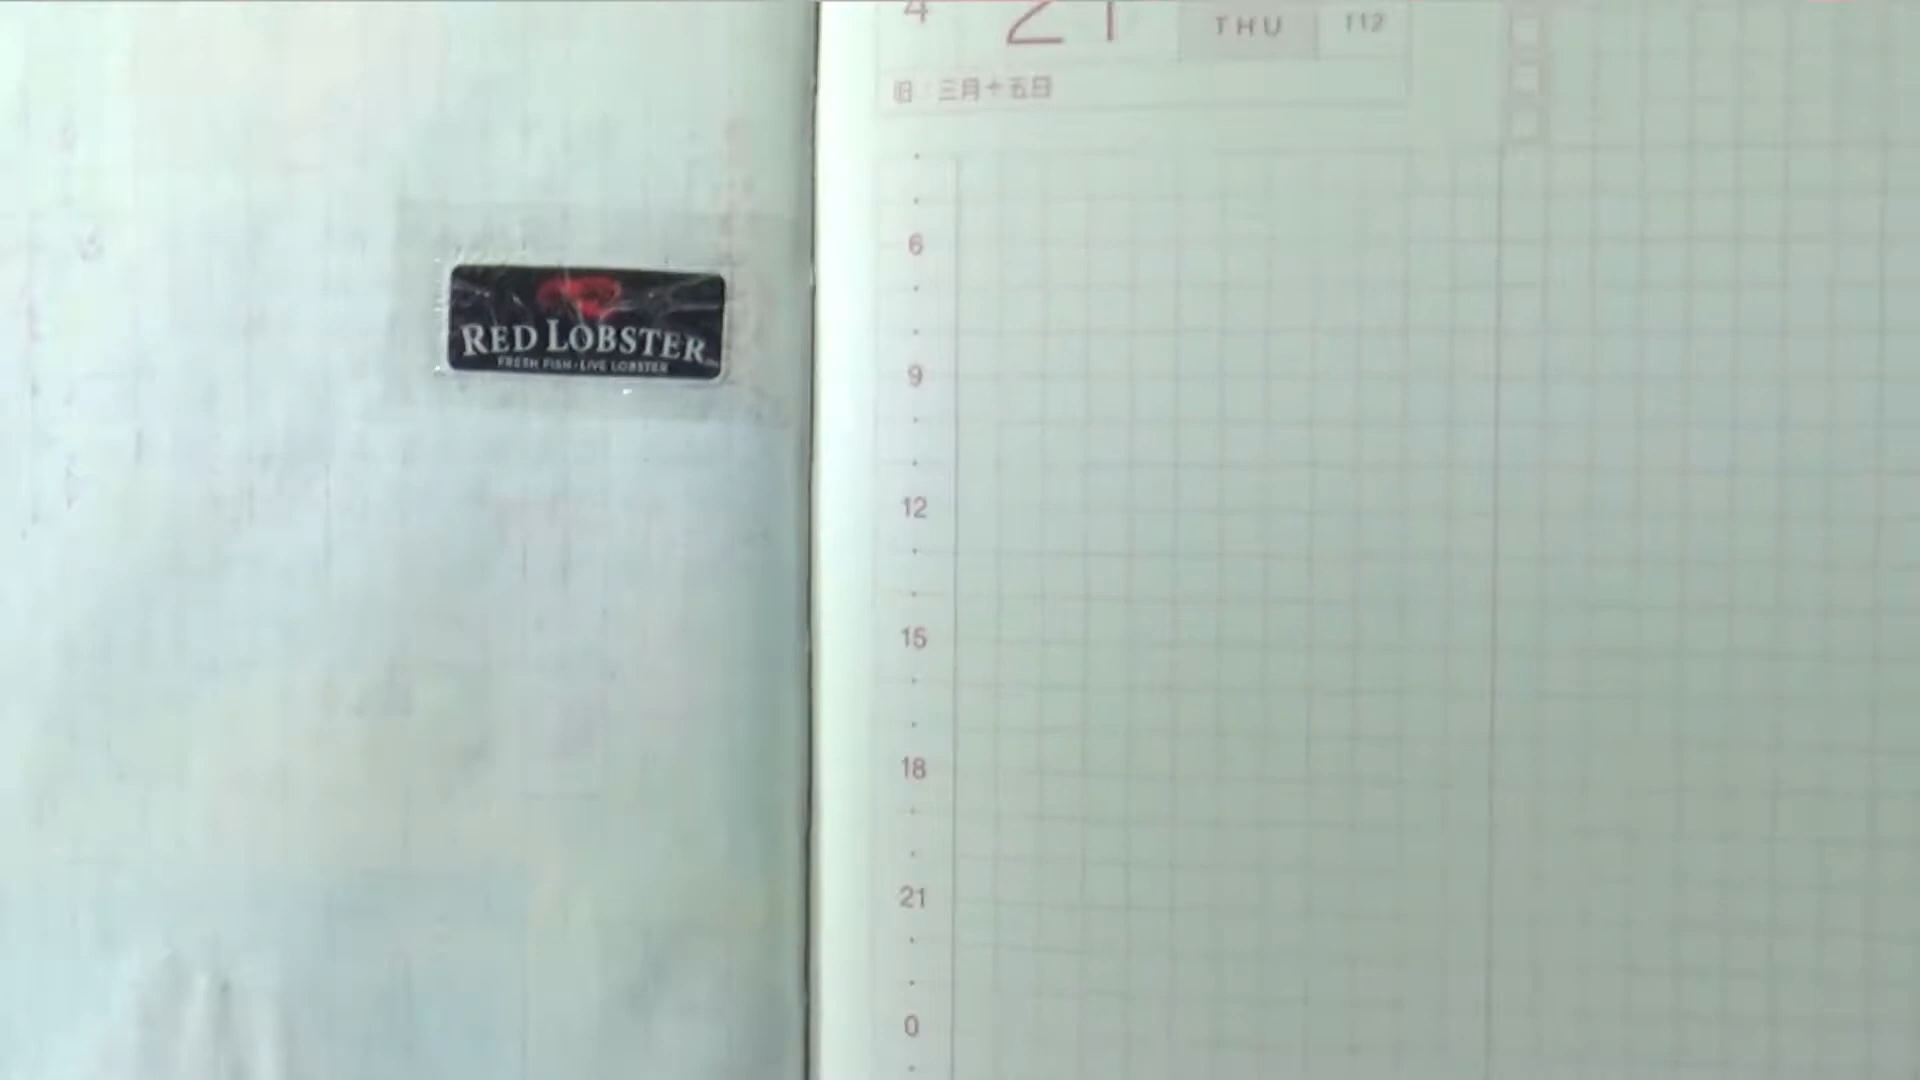 RED LOBSTER
FRESH FISH · LIVE LOBSTER
4 21 THU 112
旧:三月十五日
6
9
12
15
18
21
0